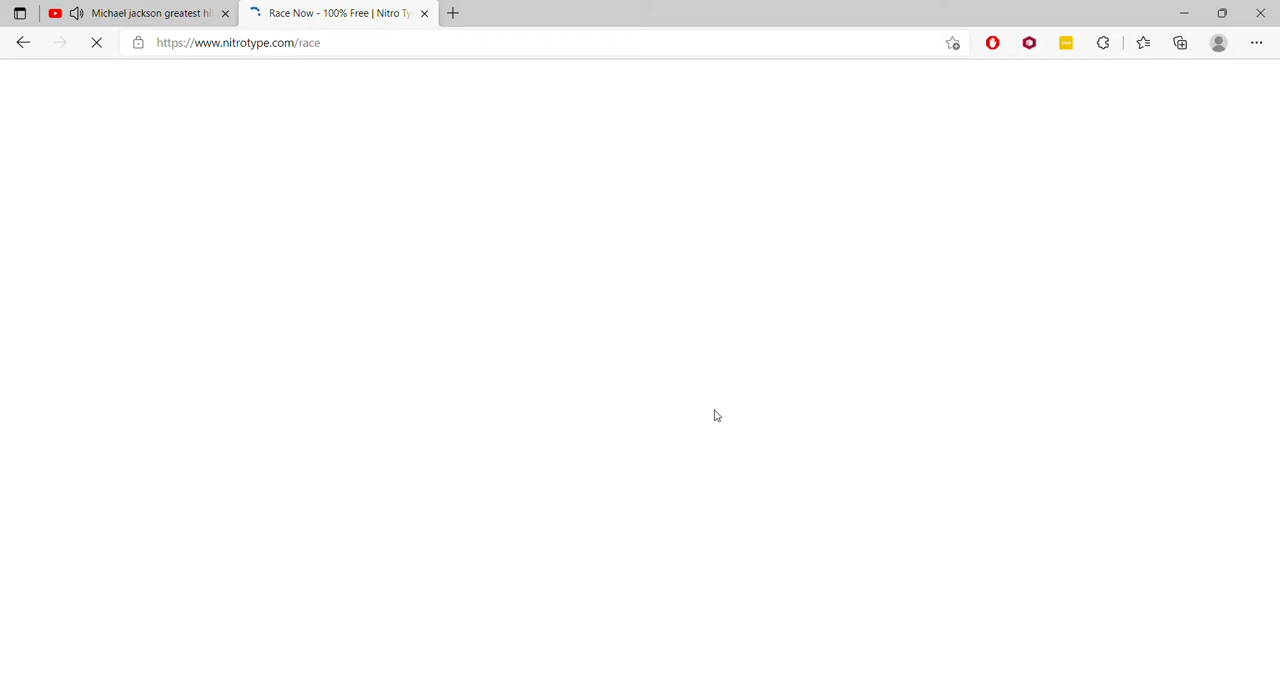 Michael jackson greatest hi
Race Now - 100% Free | Nitro Ty
https://www.nitrotype.com/race